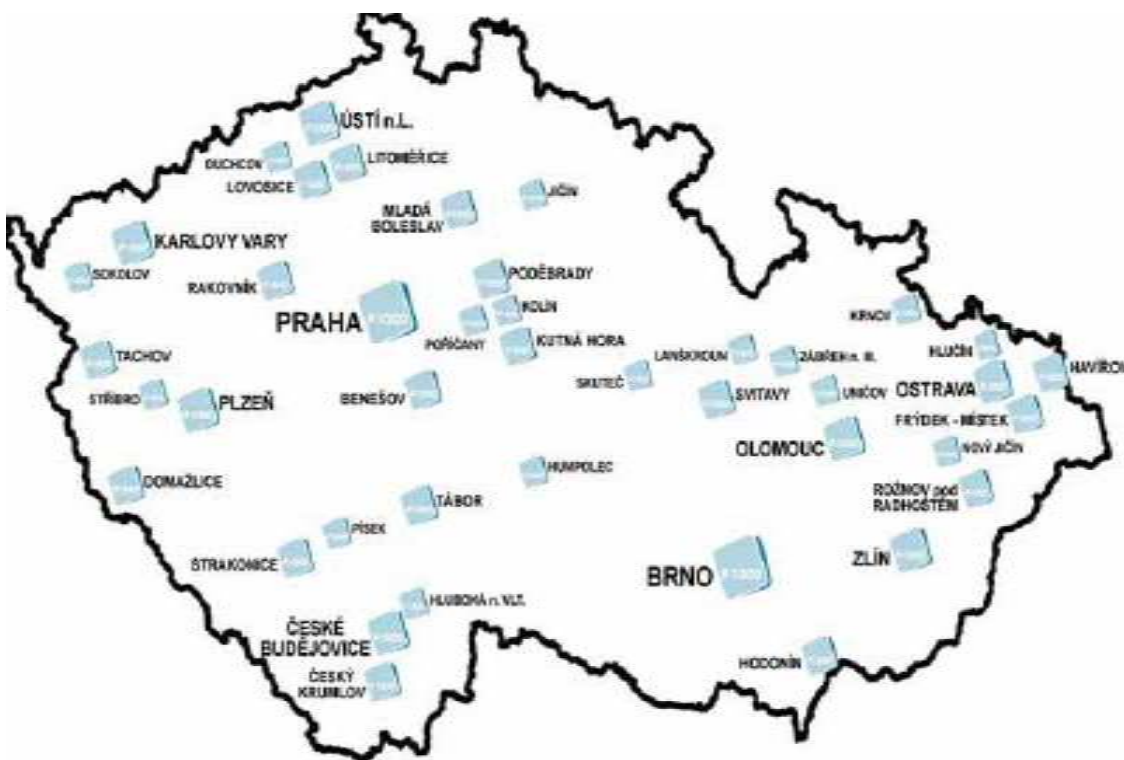 ÚSTÍ n.L.
DUCHCOV
LITOMĚŘICE
LOVOSICE
JIČÍN
MLADÁ
BOLESLAV
KARLOVY VARY
SOKOLOV
RAKOVNÍK
PODĚBRADY
KOLÍN
PRAHA
POŘÍČANY
KUTNÁ HORA
KRNOV
HLUČÍN
TACHOV
LANŠKROUN
ZÁBŘEH n. M.
HAVÍŘOV
SKUTEČ
STŘÍBRO
PLZEŇ
BENEŠOV
SVITAVY
UNIČOV
OSTRAVA
FRÝDEK - MÍSTEK
OLOMOUC
NOVÝ JIČÍN
HUMPOLEC
DOMAŽLICE
ROŽNOV pod
RADHOŠTĚM
TÁBOR
PÍSEK
STRAKONICE
ZLÍN
BRNO
HLUBOKÁ n. VLT.
ČESKÉ
BUDĚJOVICE
HODONÍN
ČESKÝ
KRUMLOV